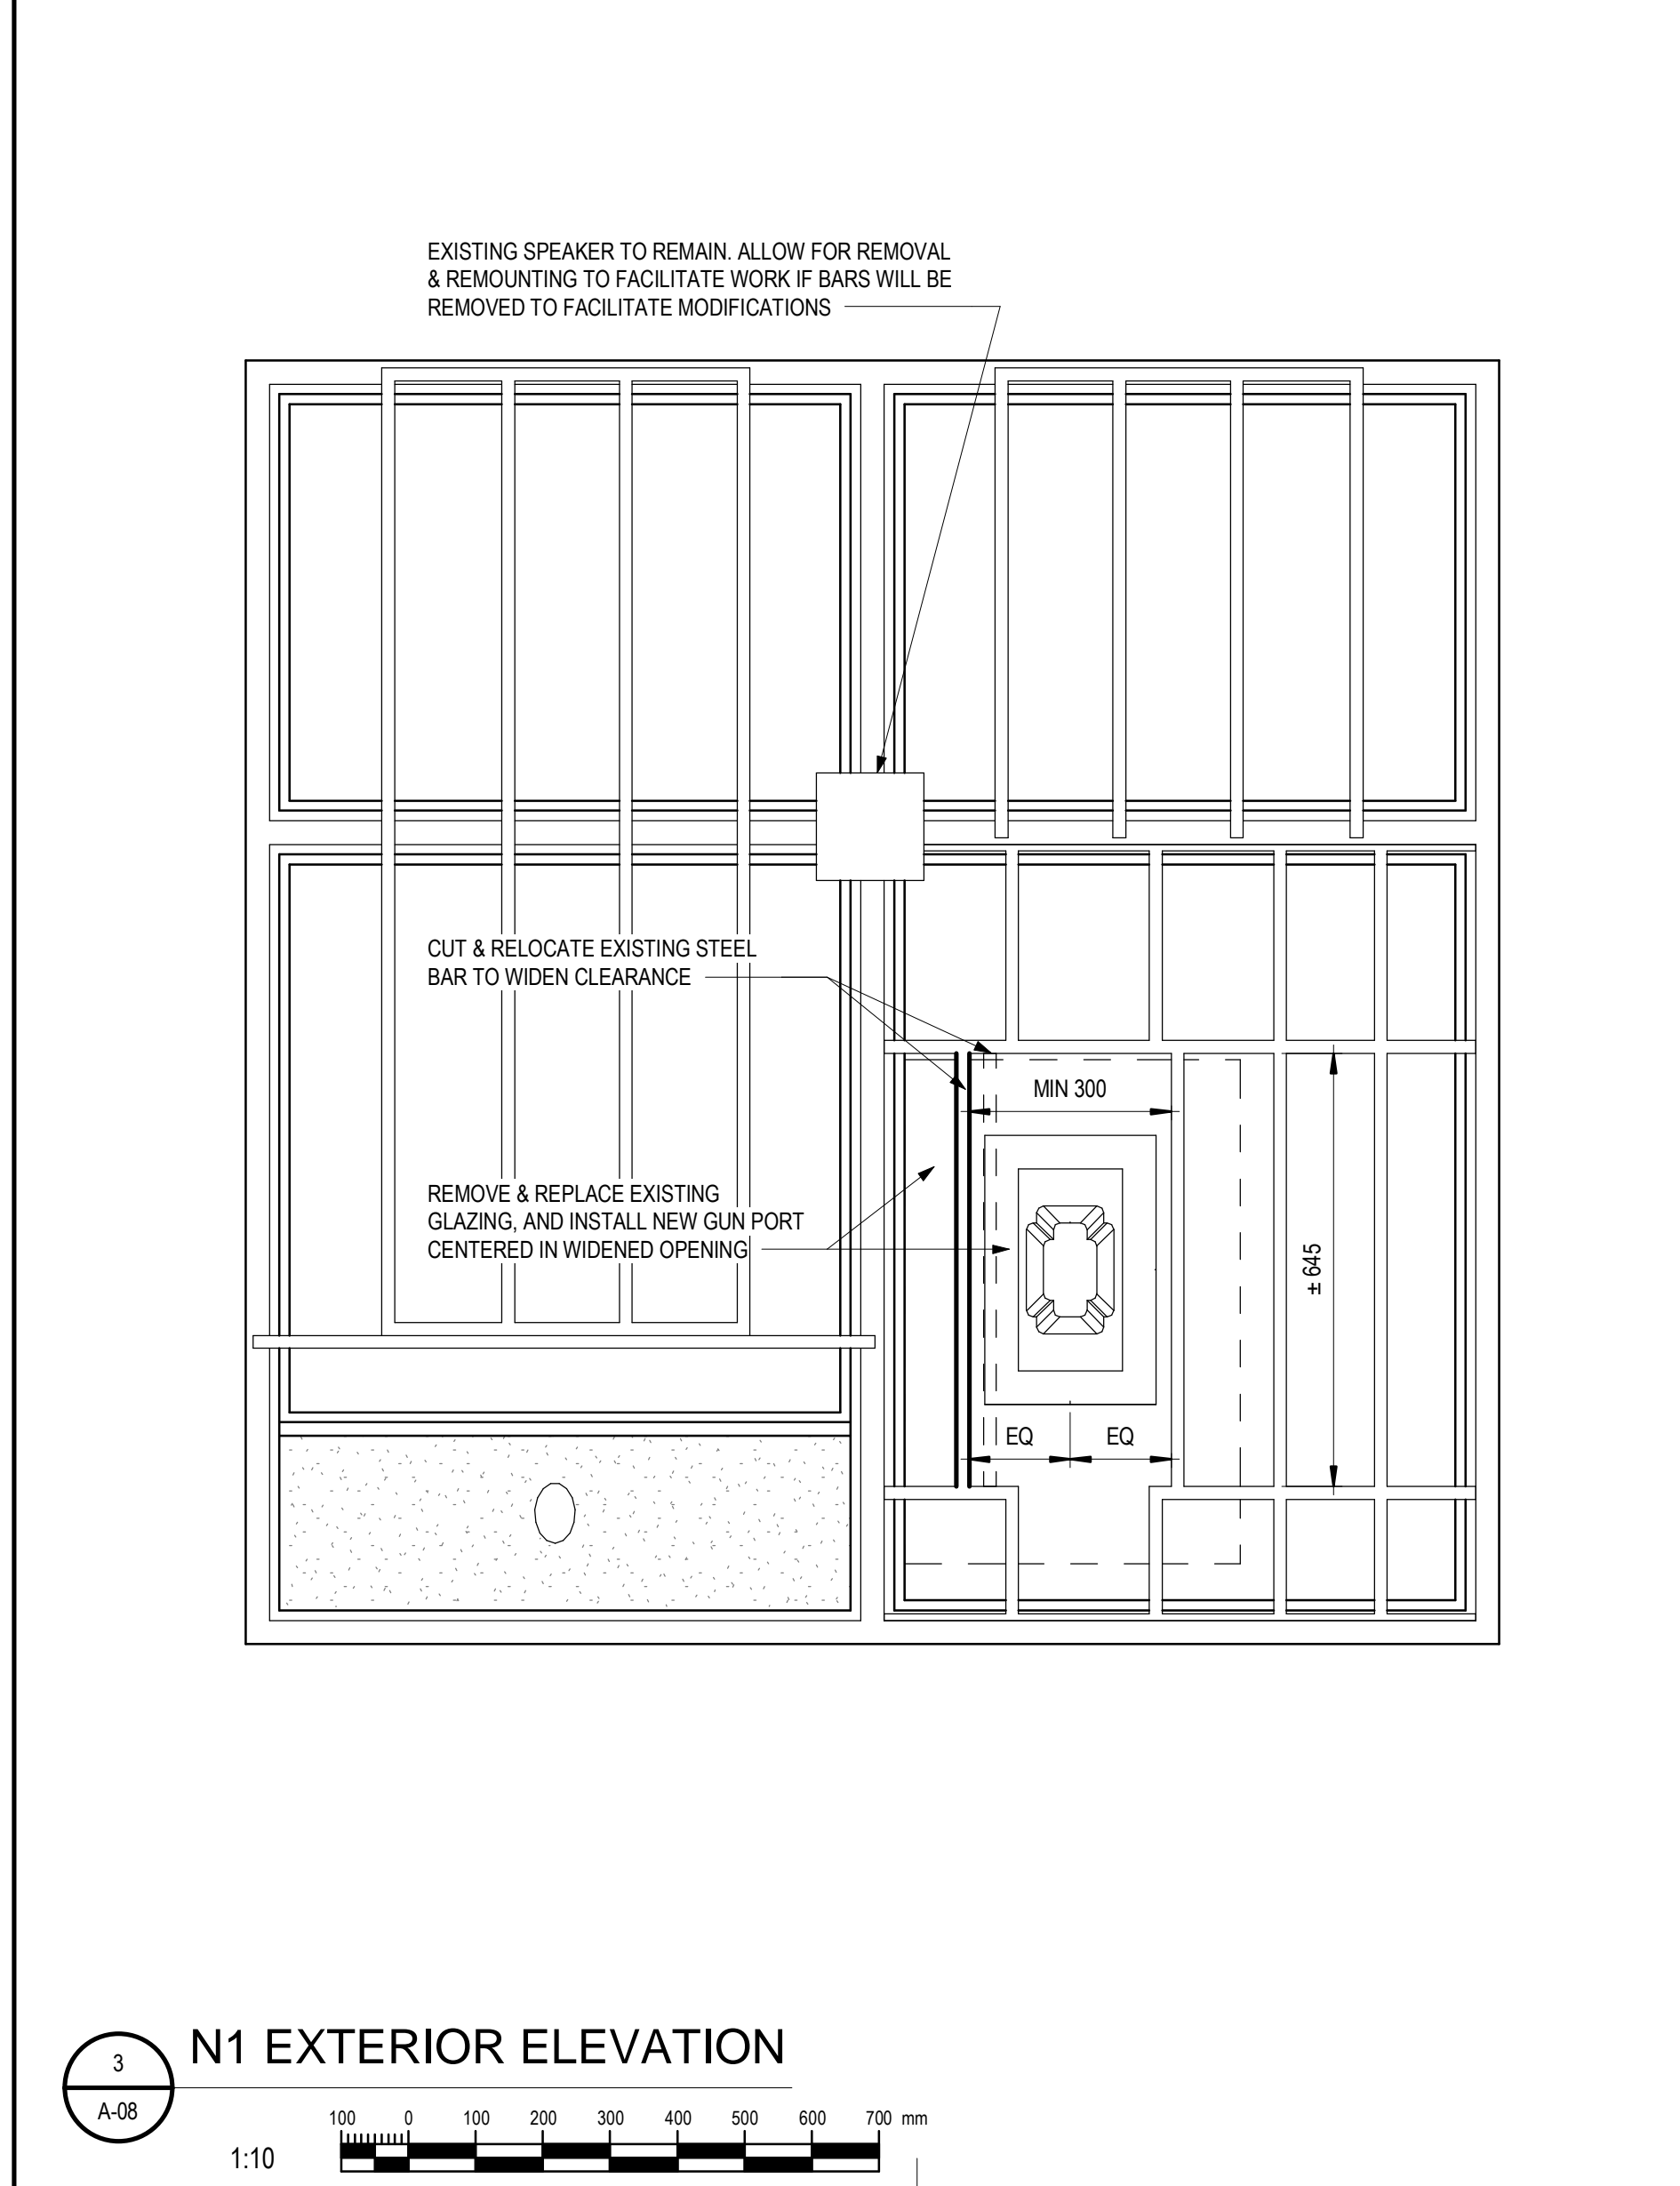 EXISTING SPEAKER TO REMAIN. ALLOW FOR REMOVAL
& REMOUNTING TO FACILITATE WORK IF BARS WILL BE
REMOVED TO FACILITATE MODIFICATIONS
CUT & RELOCATE EXISTING STEEL
BAR TO WIDEN CLEARANCE
MIN 300
REMOVE & REPLACE EXISTING
GLAZING, AND INSTALL NEW GUN PORT
CENTERED IN WIDENED OPENING
± 645
EQ EQ
N1 EXTERIOR ELEVATION
3
A-08
100 0 100 200 300 400 500 600 700 mm
1:10